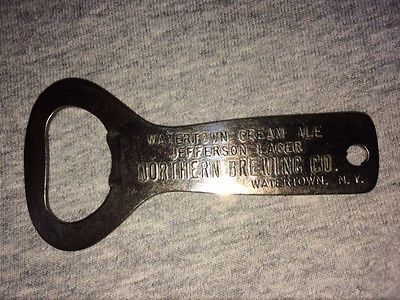 WATERTOWN CREAM ALE
JEFFERSON LAGER
NORTHERN BREWING CO.
WATERTOWN, N.Y.